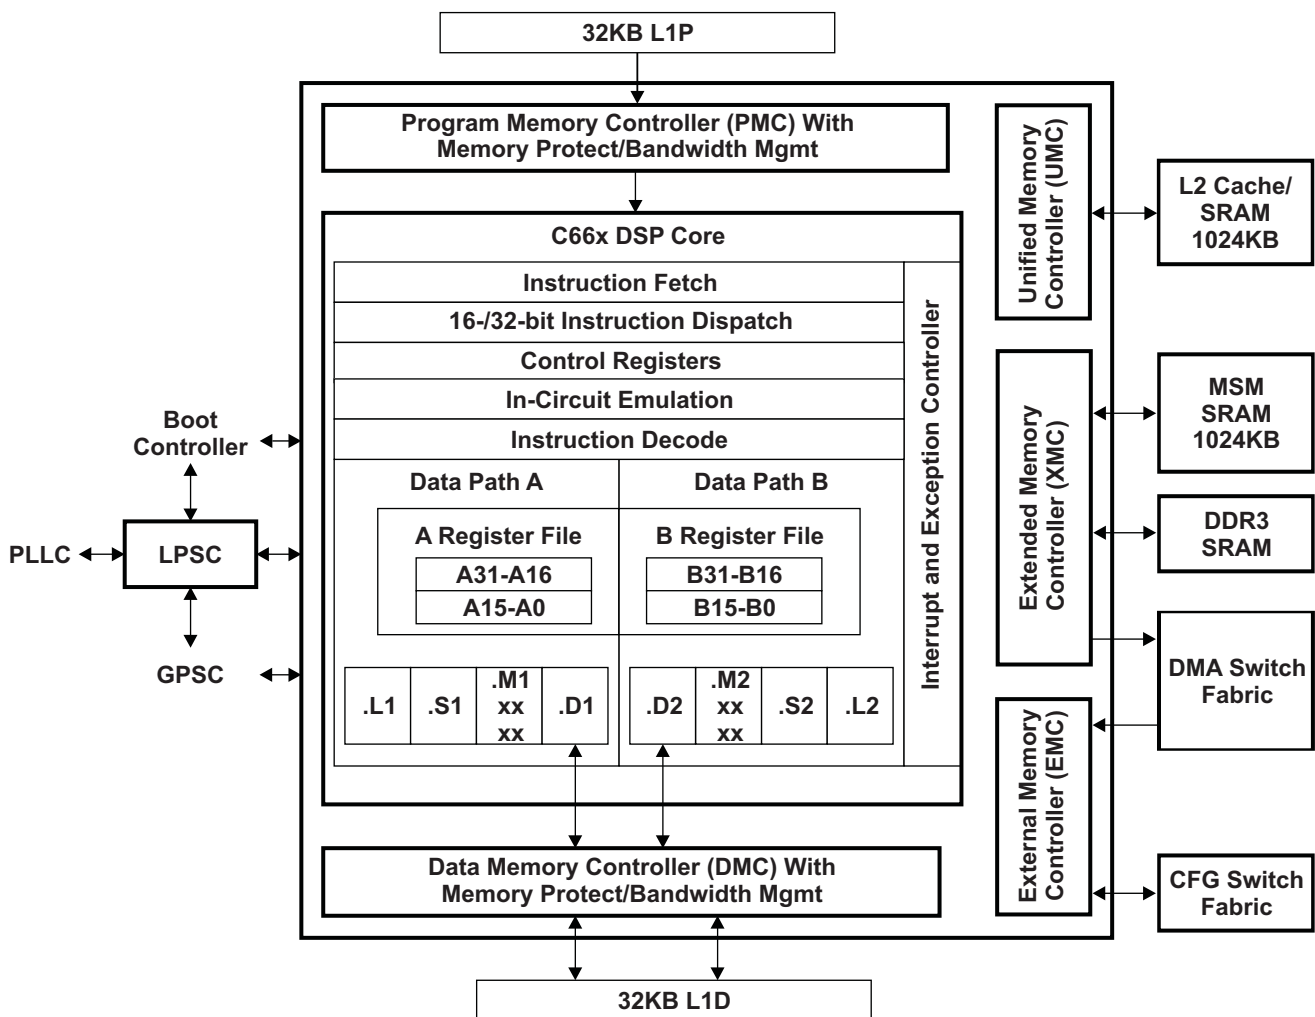 32KB L1P
Program Memory Controller (PMC) With
Memory Protect/Bandwidth Mgmt
C66x DSP Core
Instruction Fetch
16-/32-bit Instruction Dispatch
Control Registers
In-Circuit Emulation
Instruction Decode
Data Path A
Data Path B
A Register File
B Register File
A31-A16
A15-A0
B31-B16
B15-B0
.L1
.S1
.M1
xx
xx
.D1
.D2
.M2
xx
xx
.S2
.L2
Interrupt and Exception Controller
Data Memory Controller (DMC) With
Memory Protect/Bandwidth Mgmt
32KB L1D
Boot
Controller
PLLC
LPSC
GPSC
Unified Memory
Controller (UMC)
Extended Memory
Controller (XMC)
External Memory
Controller (EMC)
L2 Cache/
SRAM
1024KB
MSM
SRAM
1024KB
DDR3
SRAM
DMA Switch
Fabric
CFG Switch
Fabric